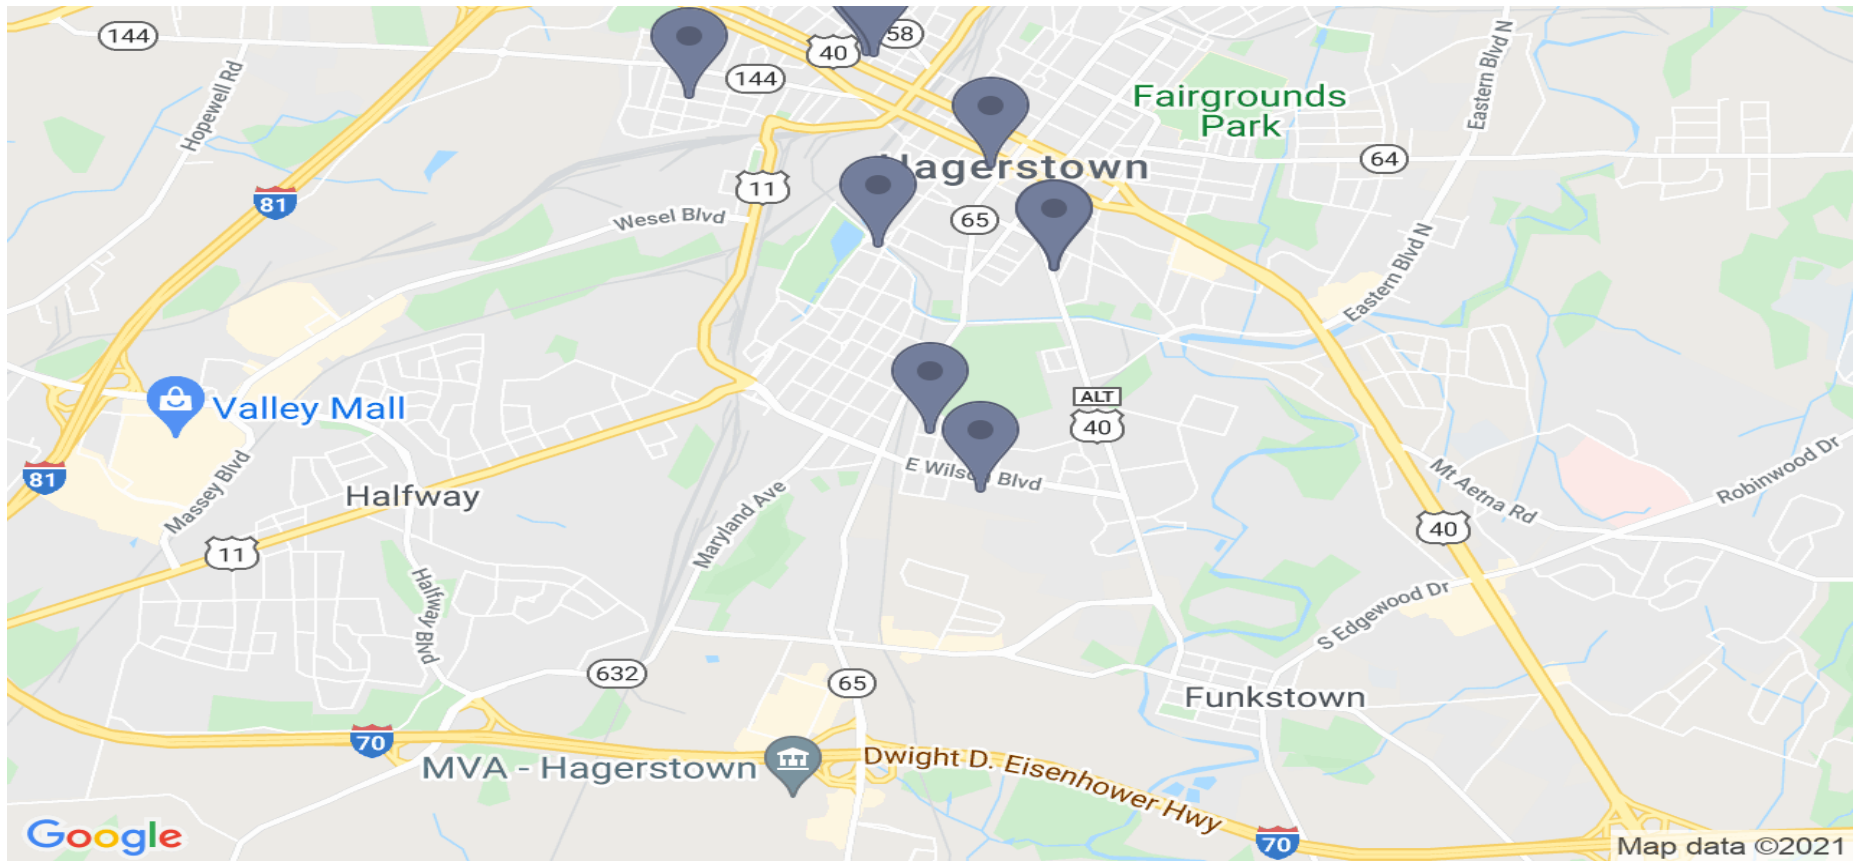 144
58
40
144
Hopewell Rd
Eastern Blvd N
Fairgrounds
Park
64
Hagerstown
11
81
Wesel Blvd
65
Eastern Blvd N
Valley Mall
ALT
40
81
Massey Blvd
E Wilson Blvd
Mt Aetna Rd
Robinwood Dr
Halfway
Maryland Ave
40
11
Halfway Blvd
S Edgewood Dr
632
65
Funkstown
70
MVA - Hagerstown
Dwight D. Eisenhower Hwy
Google
70
Map data ©2021